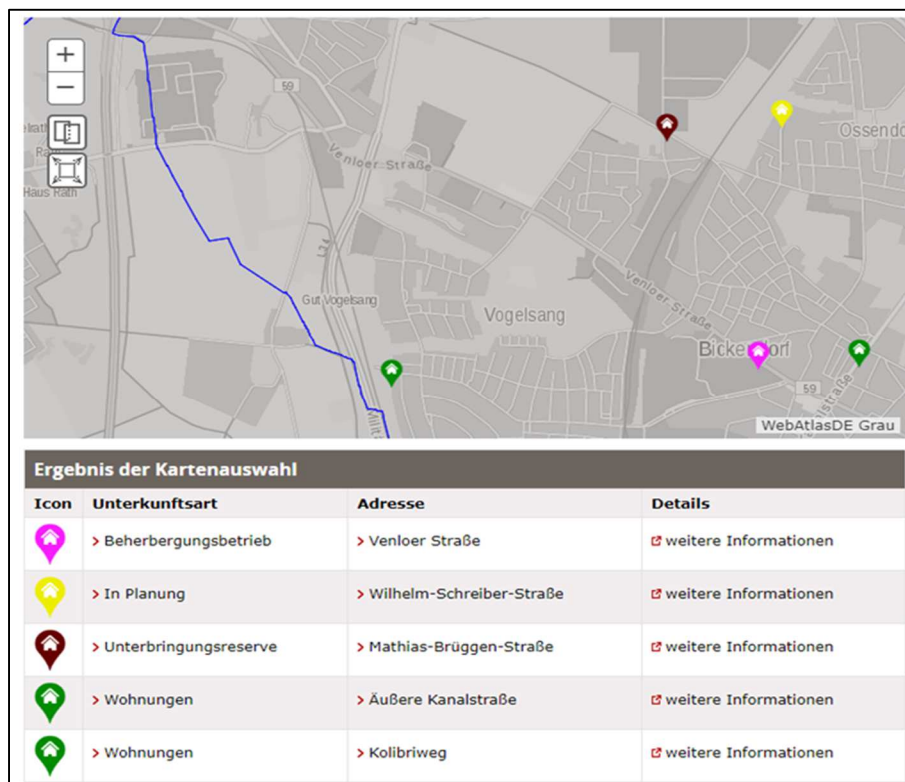 +
59
−
Ossendo
Venloer Straße
Haus Rath
L34
Venloer Straße
Gut Vogelsang
Vogelsang
Bickendorf
59
WebAtlasDE Grau
Ergebnis der Kartenauswahl
Icon Unterkunftsart Adresse Details
Beherbergungsbetrieb Venloer Straße weitere Informationen
In Planung Wilhelm-Schreiber-Straße weitere Informationen
Unterbringungsreserve Mathias-Brüggen-Straße weitere Informationen
Wohnungen Äußere Kanalstraße weitere Informationen
Wohnungen Kolibriweg weitere Informationen